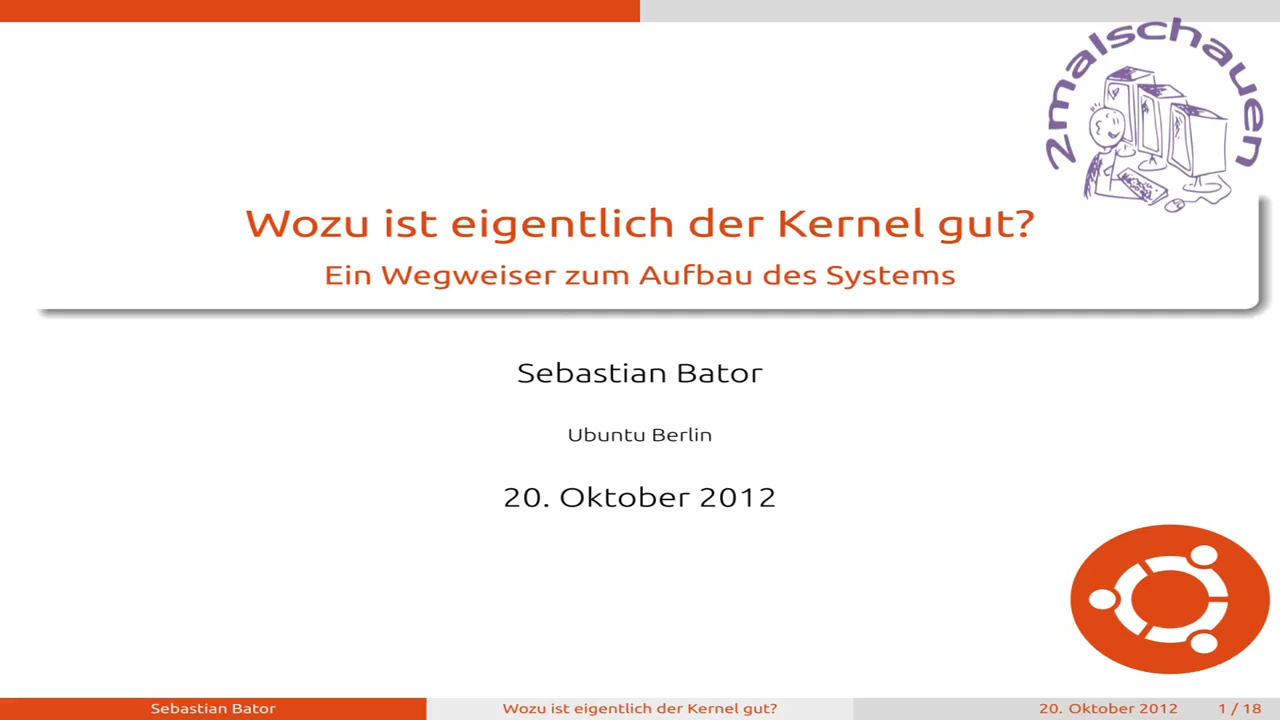 2malschauen
Wozu ist eigentlich der Kernel gut?
Ein Wegweiser zum Aufbau des Systems
Sebastian Bator
Ubuntu Berlin
20. Oktober 2012
Sebastian Bator Wozu ist eigentlich der Kernel gut? 20. Oktober 2012 1 / 18